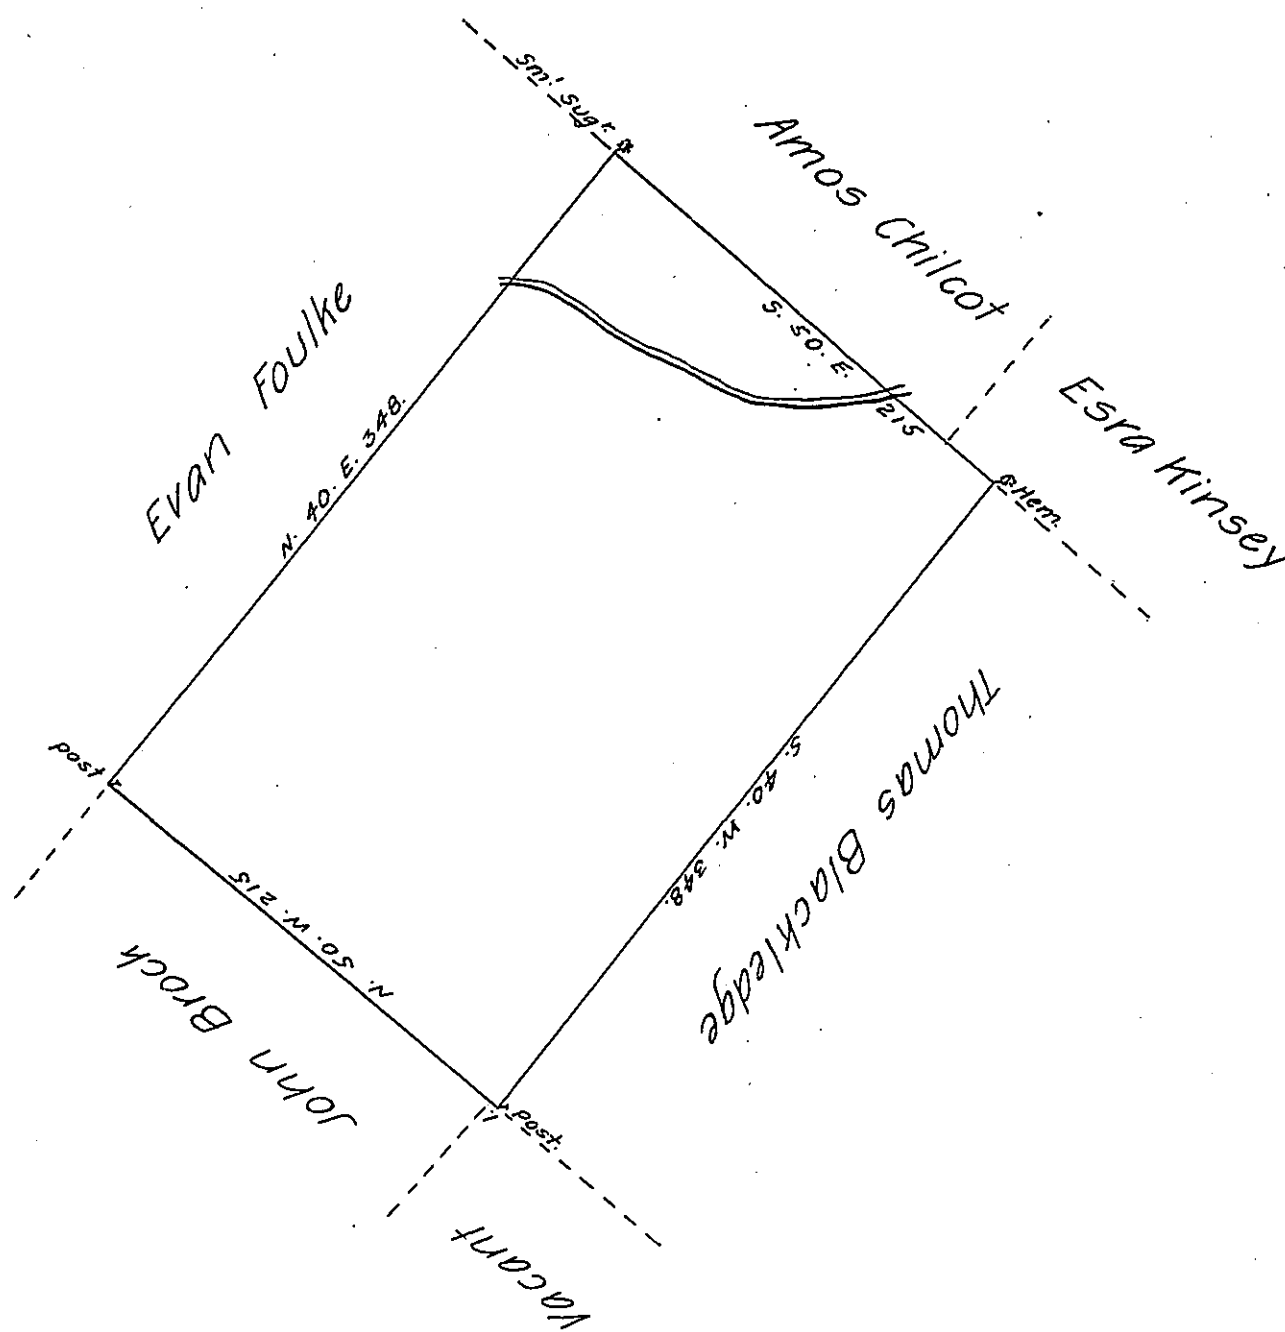 Sml. Sugr.
Amos Chilcot
Evan Foulke
S. 50. E.
215
Esra Kinsey
N. 40. E. 348.
Hem.
Thomas Blackledge
S. 40. W. 348.
post
N. 50. W. 215
John Brock
post.
Vacant